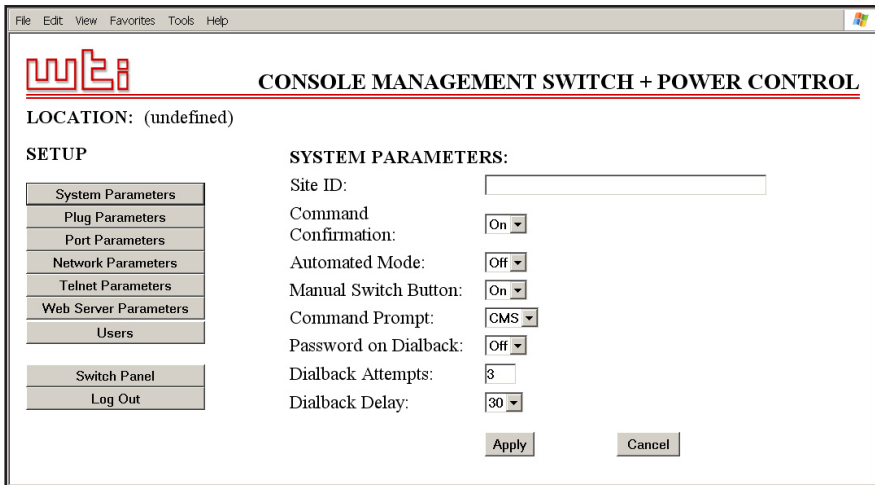 File Edit View Favorites Tools Help
wti
CONSOLE MANAGEMENT SWITCH + POWER CONTROL
LOCATION: (undefined)
SETUP
System Parameters
Plug Parameters
Port Parameters
Network Parameters
Telnet Parameters
Web Server Parameters
Users
Switch Panel
Log Out
SYSTEM PARAMETERS:
Site ID:
Command
Confirmation: On
Automated Mode: Off
Manual Switch Button: On
Command Prompt: CMS
Password on Dialback: Off
Dialback Attempts: 3
Dialback Delay: 30
Apply Cancel